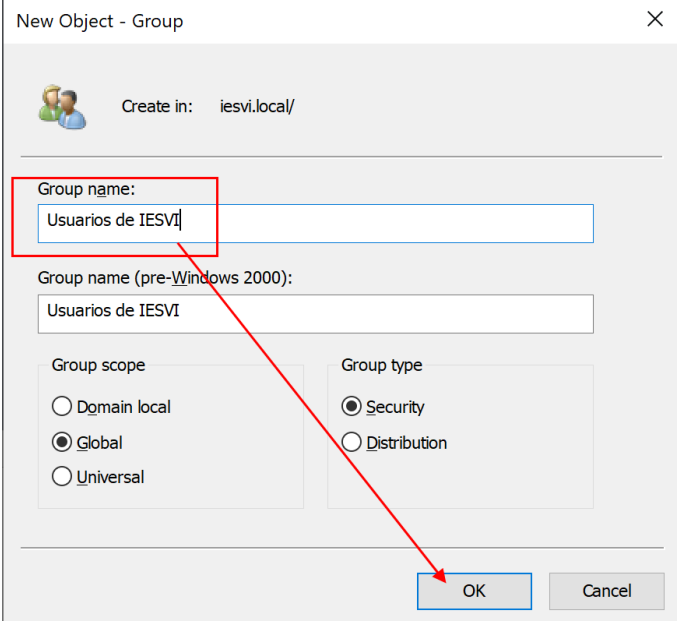 New Object - Group
Create in: iesvi.local/
Group name:
Usuarios de IESVI
Group name (pre-Windows 2000):
Usuarios de IESVI
Group scope
Domain local
Global
Universal
Group type
Security
Distribution
OK
Cancel